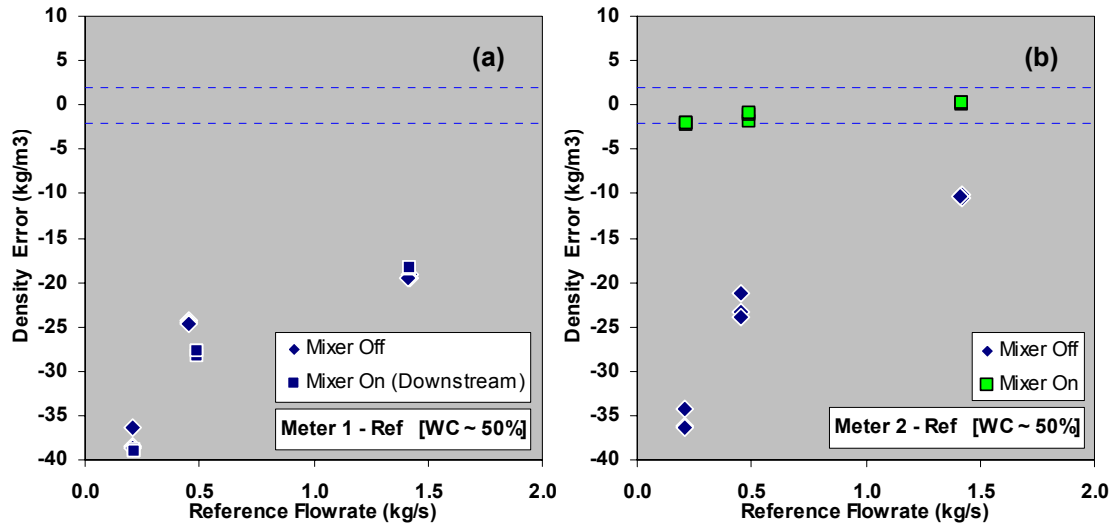 (a)
Density Error (kg/m3)
10
5
0
-5
-10
-15
-20
-25
-30
-35
-40
0.0 0.5 1.0 1.5 2.0
Reference Flowrate (kg/s)
Mixer Off
Mixer On (Downstream)
Meter 1 - Ref [WC ~ 50%]
(b)
Density Error (kg/m3)
10
5
0
-5
-10
-15
-20
-25
-30
-35
-40
0.0 0.5 1.0 1.5 2.0
Reference Flowrate (kg/s)
Mixer Off
Mixer On
Meter 2 - Ref [WC ~ 50%]